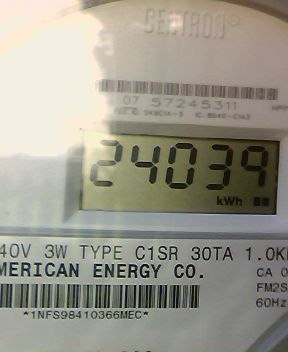 CENTRON®
07 57245311
24039
kWh
40V 3W TYPE C1SR 30TA 1.0K
MERICAN ENERGY CO.
CA 0
FM2S
60Hz
*1NFS98410366MEC*